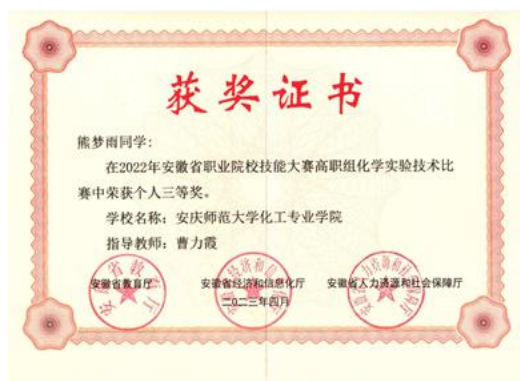 获奖证书
熊梦雨同学:
在2022年安徽省职业院校技能大赛高职组化学实验技术比
赛中荣获个人三等奖。
学校名称：安庆师范大学化工专业学院
指导教师：曹力霞
安徽省教育厅 安徽省经济和信息化厅 安徽省人力资源和社会保障厅
二〇二三年四月